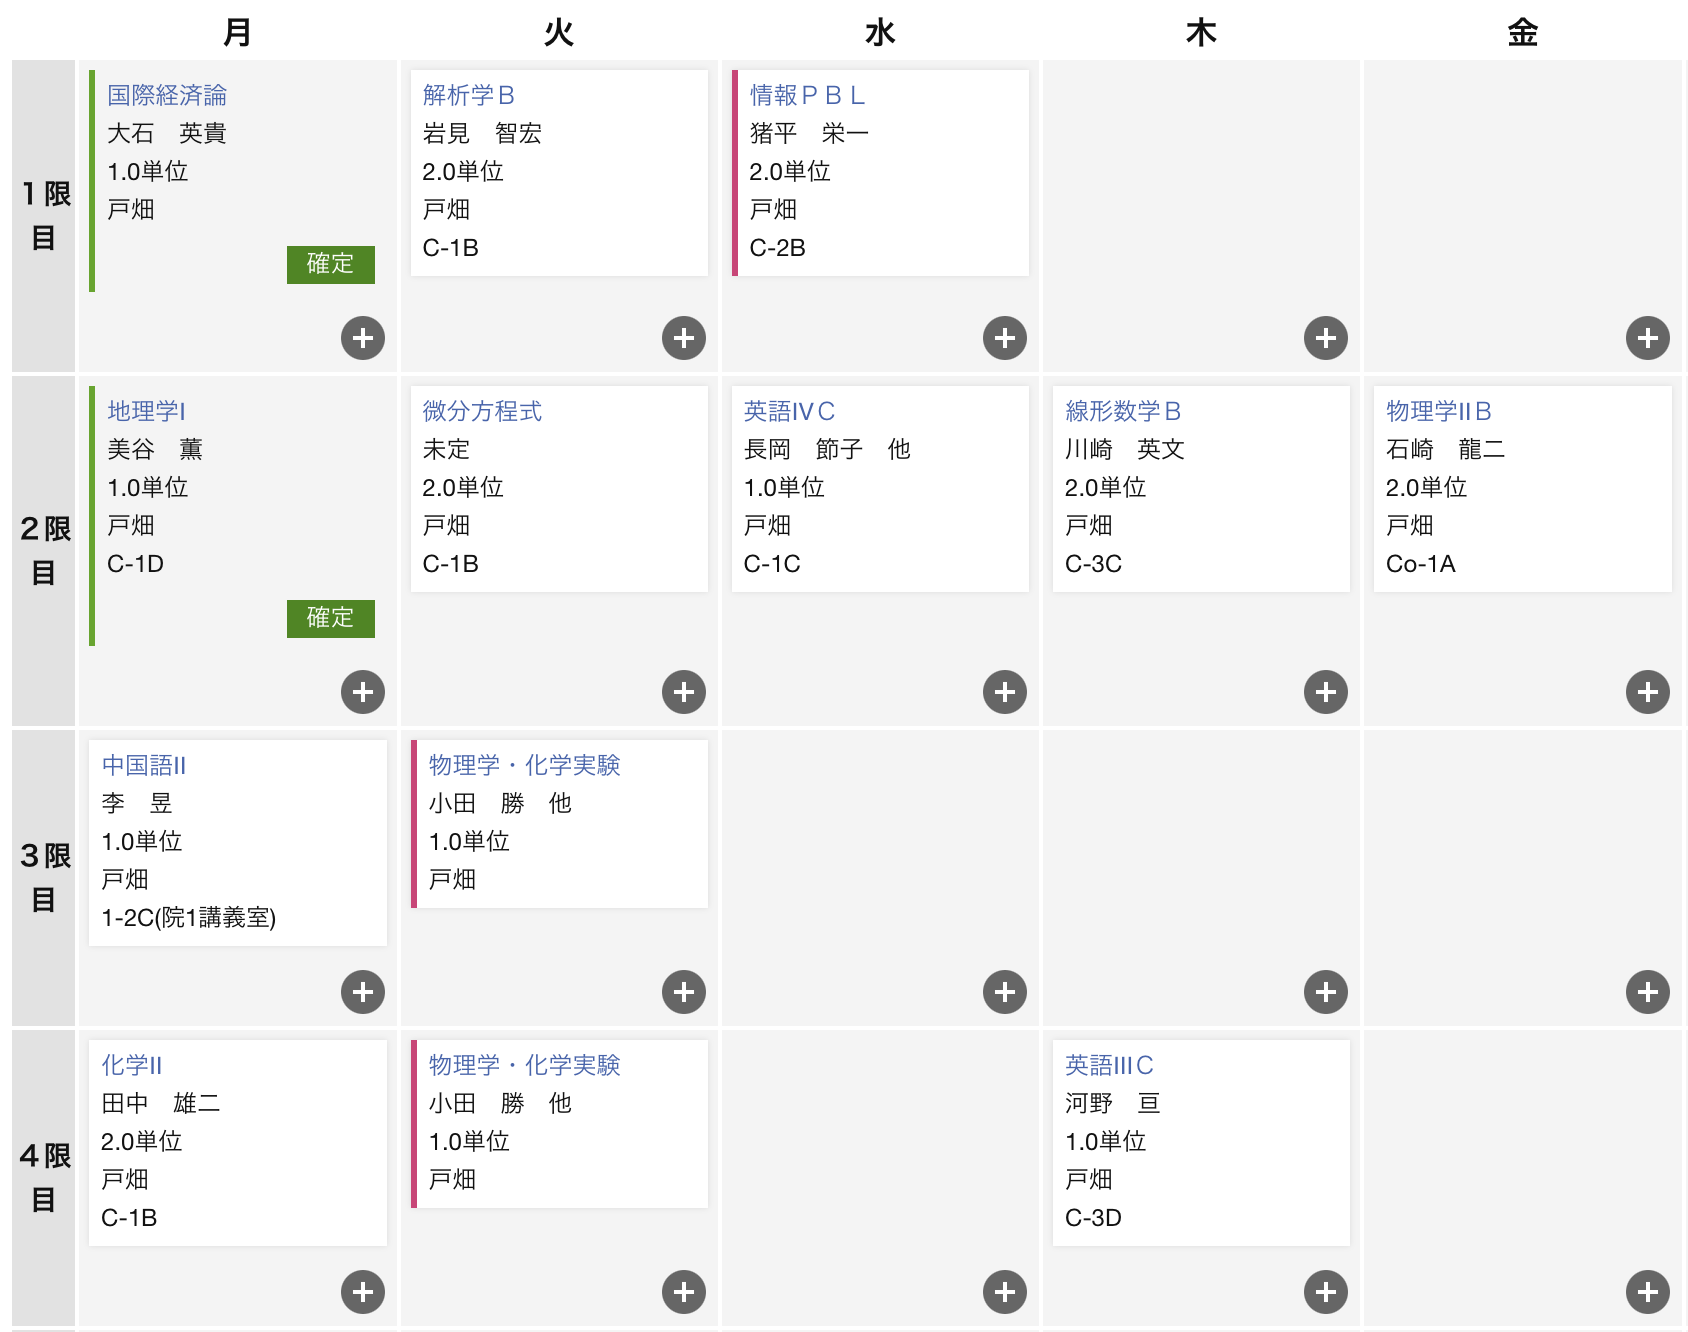 月 火 水 木 金
１限目
国際経済論
大石　英貴
1.0単位
戸畑
確定
解析学Ｂ
岩見　智宏
2.0単位
戸畑
C-1B
情報ＰＢＬ
猪平　栄一
2.0単位
戸畑
C-2B
２限目
地理学I
美谷　薫
1.0単位
戸畑
C-1D
確定
微分方程式
未定
2.0単位
戸畑
C-1B
英語IVＣ
長岡　節子　他
1.0単位
戸畑
C-1C
線形数学Ｂ
川崎　英文
2.0単位
戸畑
C-3C
物理学IIＢ
石崎　龍二
2.0単位
戸畑
Co-1A
３限目
中国語II
李　昱
1.0単位
戸畑
1-2C(院1講義室)
物理学・化学実験
小田　勝　他
1.0単位
戸畑
４限目
化学II
田中　雄二
2.0単位
戸畑
C-1B
物理学・化学実験
小田　勝　他
1.0単位
戸畑
英語IIIＣ
河野　亘
1.0単位
戸畑
C-3D